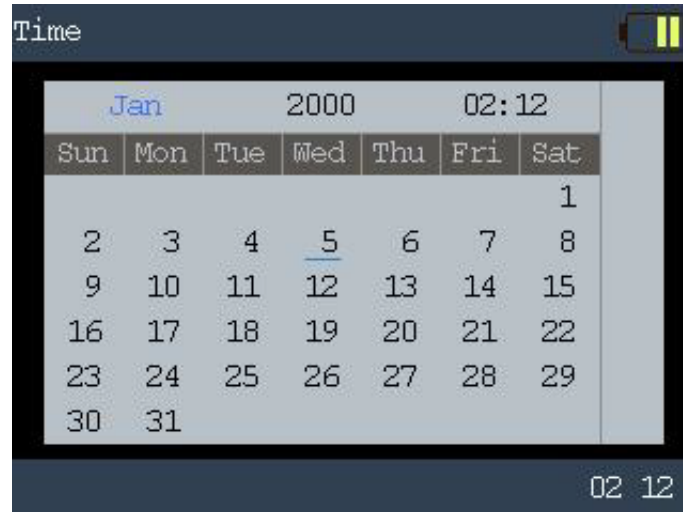 Time
Jan 2000 02:12
Sun Mon Tue Wed Thu Fri Sat
1
2 3 4 5 6 7 8
9 10 11 12 13 14 15
16 17 18 19 20 21 22
23 24 25 26 27 28 29
30 31
02 12